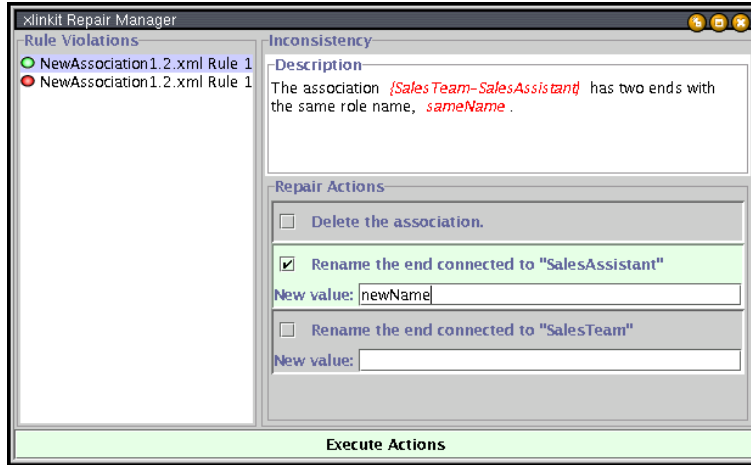 xlinkit Repair Manager
Rule Violations
NewAssociation1.2.xml Rule 1
NewAssociation1.2.xml Rule 1
Inconsistency
Description
The association {SalesTeam-SalesAssistant} has two ends with
the same role name, sameName .
Repair Actions
Delete the association.
Rename the end connected to "SalesAssistant"
New value: newName
Rename the end connected to "SalesTeam"
New value:
Execute Actions